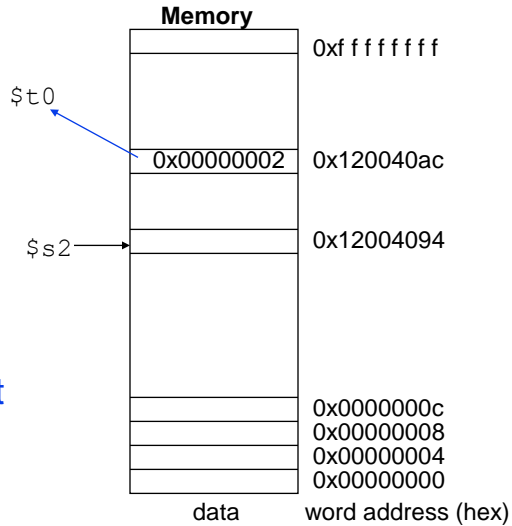 Memory
0xf f f f f f f f
$t0
0x00000002 0x120040ac
$s2 0x12004094
t
0x0000000c
0x00000008
0x00000004
0x00000000
data word address (hex)